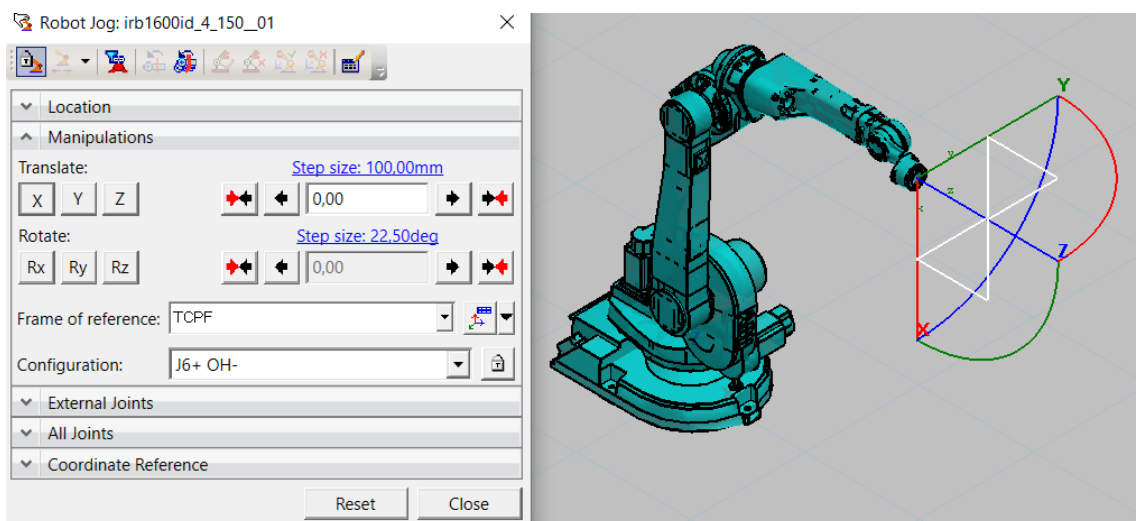 Robot Jog: irb1600id_4_150__01
Location
Manipulations
Translate: Step size: 100,00mm
X Y Z 0,00
Rotate: Step size: 22,50deg
Rx Ry Rz 0,00
Frame of reference: TCPF
Configuration: J6+ OH-
External Joints
All Joints
Coordinate Reference
Reset Close
Y
y
z
x
Z
X